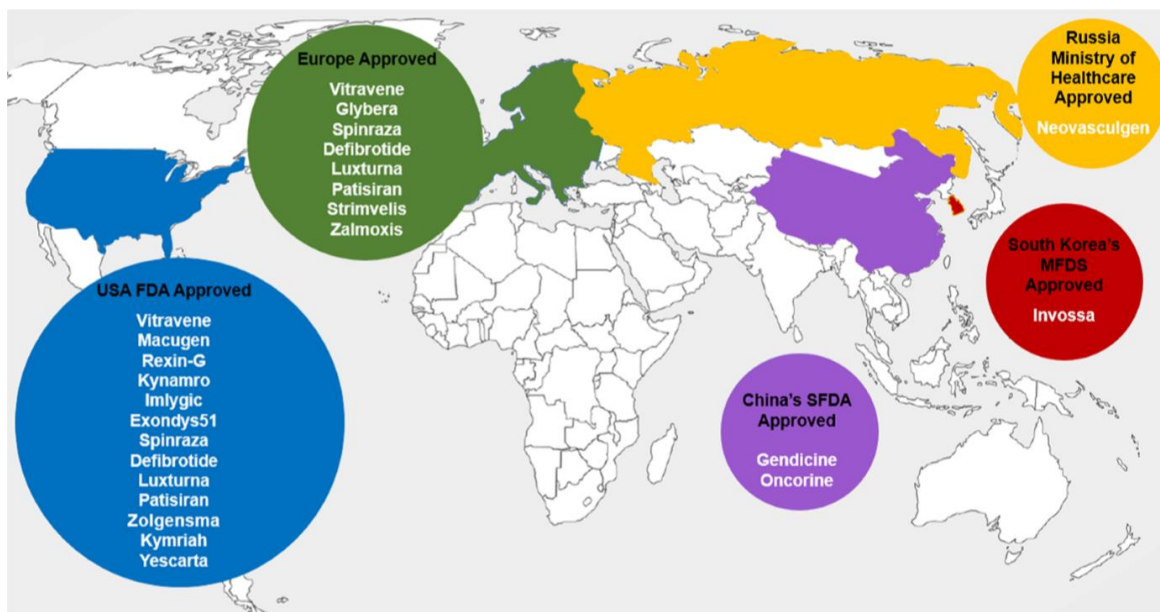 Europe Approved
Vitravene
Glybera
Spinraza
Defibrotide
Luxturna
Patisiran
Strimvelis
Zalmoxis
Russia
Ministry of
Healthcare
Approved
Neovasculgen
USA FDA Approved
Vitravene
Macugen
Rexin-G
Kynamro
Imlygic
Exondys51
Spinraza
Defibrotide
Luxturna
Patisiran
Zolgensma
Kymriah
Yescarta
South Korea's
MFDS
Approved
Invossa
China's SFDA
Approved
Gendicine
Oncorine